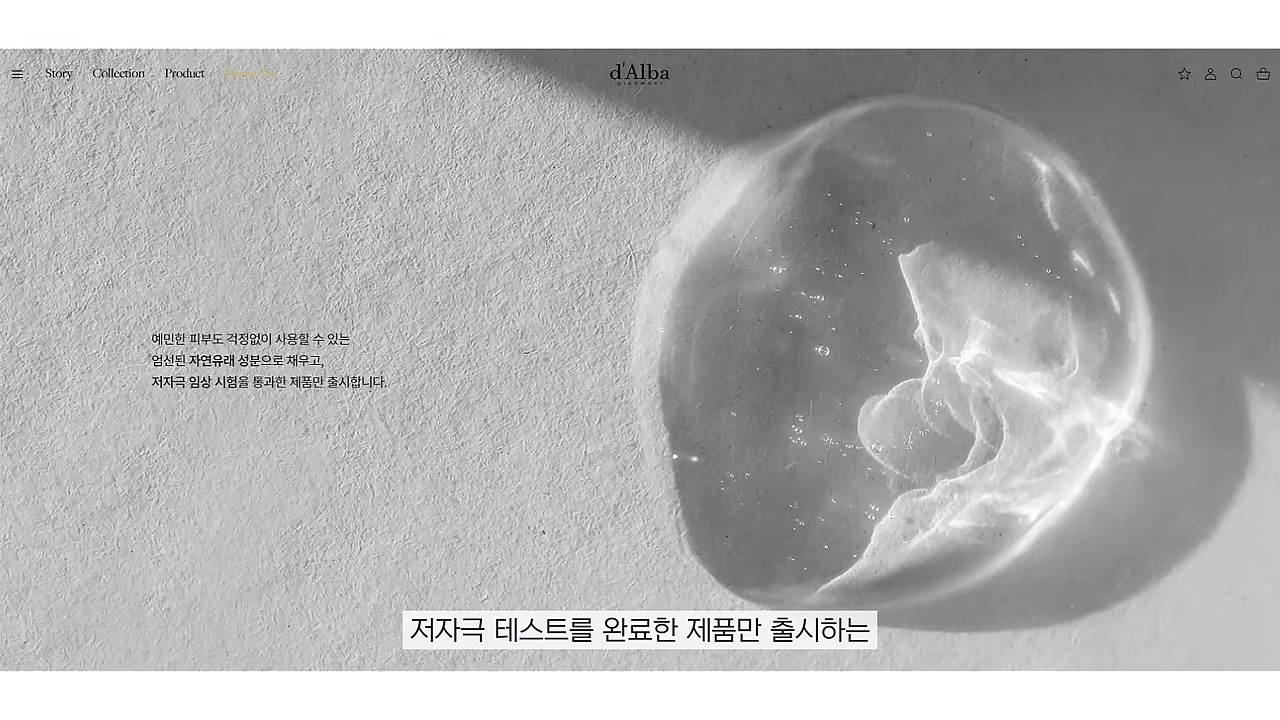 Story Collection Product
d'Alba
piedmont
예민한 피부도 걱정없이 사용할 수 있는
엄선된 자연유래 성분으로 채우고,
저자극 임상 시험을 통과한 제품만 출시합니다.
저자극 테스트를 완료한 제품만 출시하는